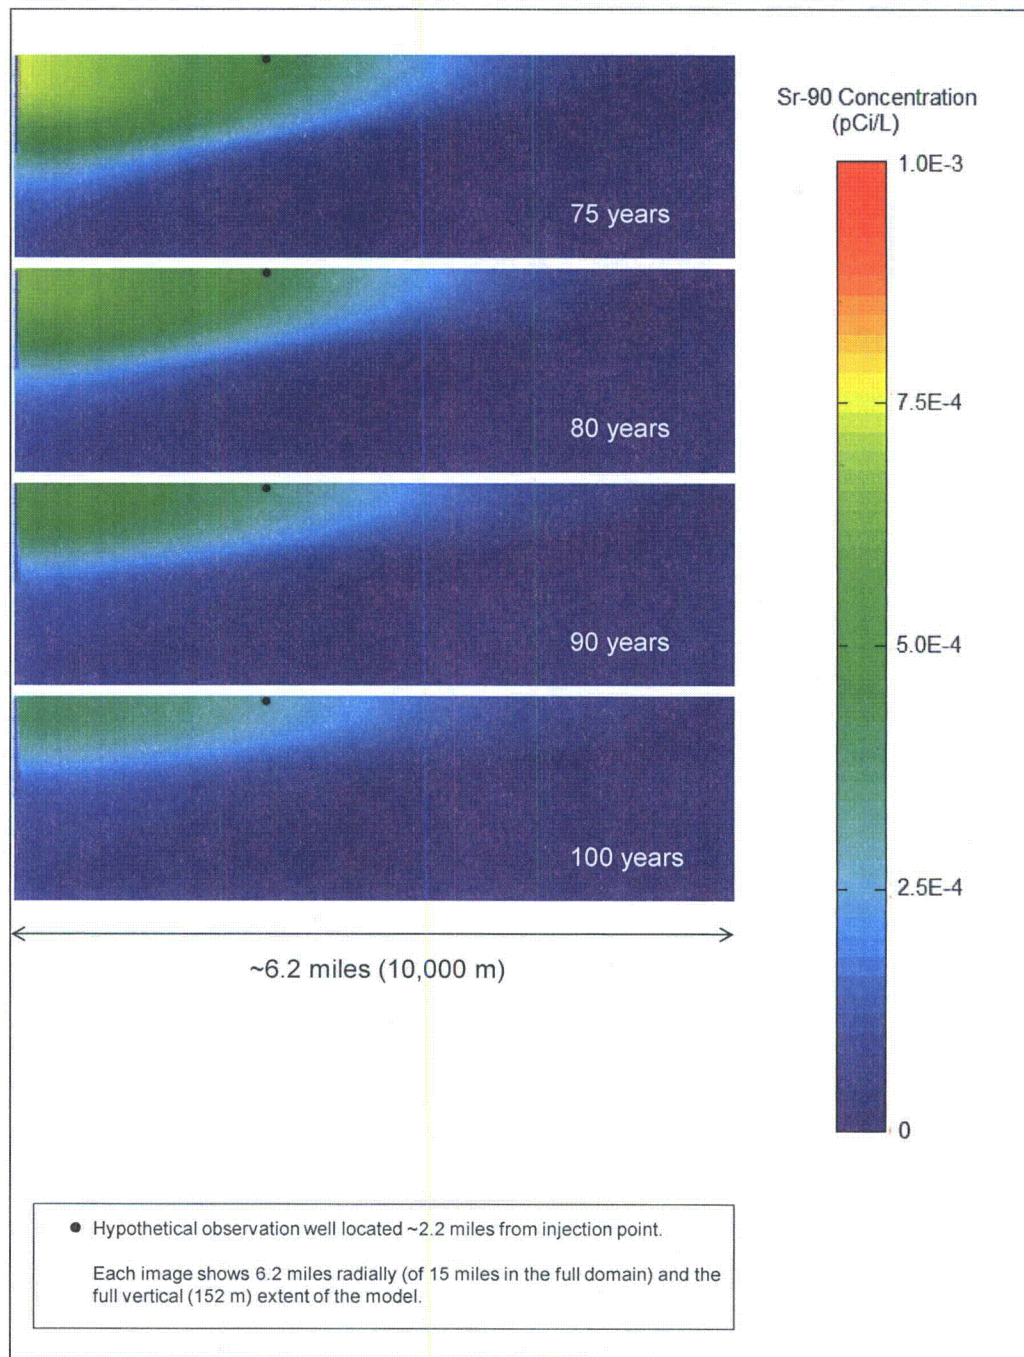 Sr-90 Concentration
(pCi/L)
1.0E-3
75 years
7.5E-4
80 years
5.0E-4
90 years
2.5E-4
100 years
~6.2 miles (10,000 m)
0
● Hypothetical observation well located ~2.2 miles from injection point.
Each image shows 6.2 miles radially (of 15 miles in the full domain) and the
full vertical (152 m) extent of the model.